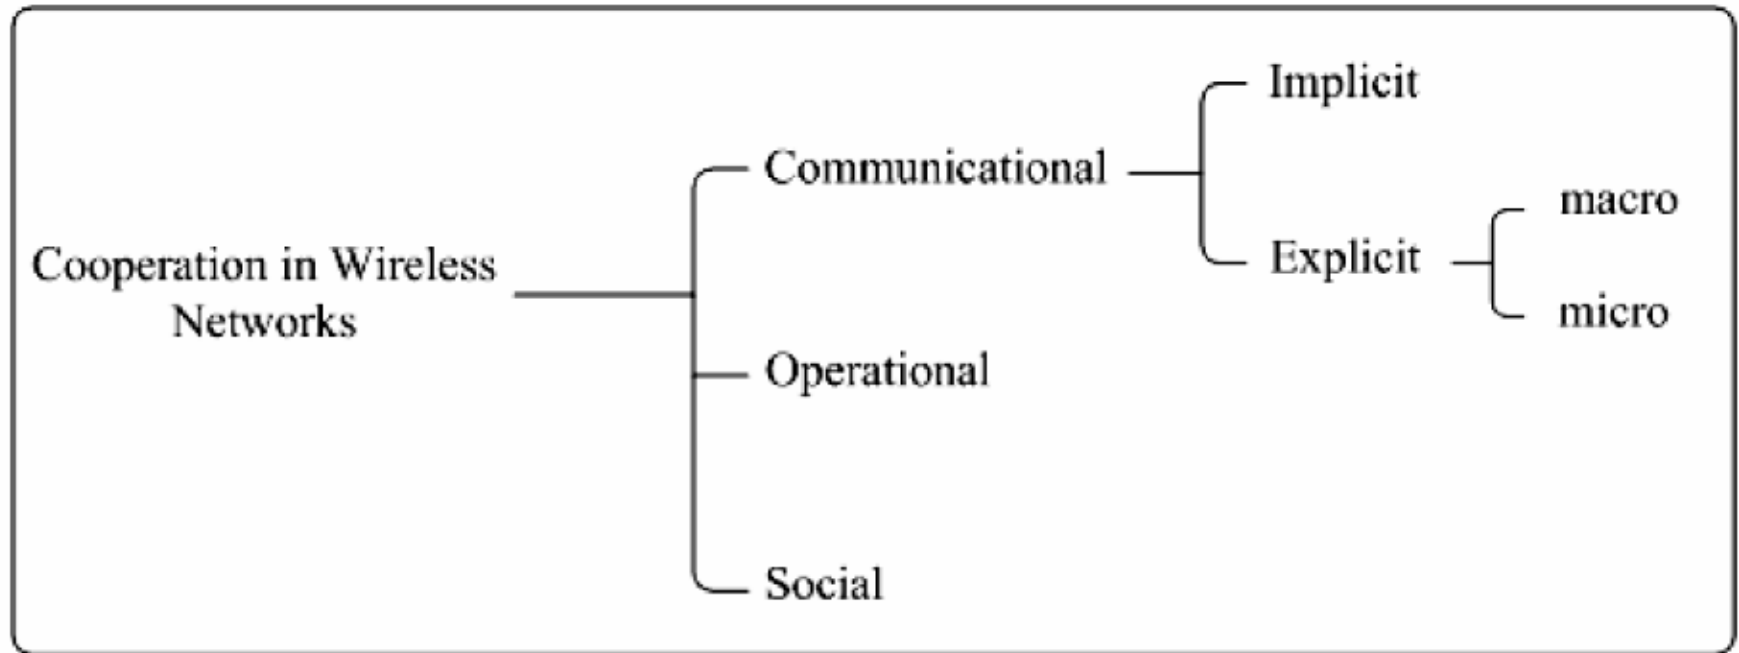 Cooperation in Wireless
Networks
Communicational
Implicit
Explicit
macro
micro
Operational
Social